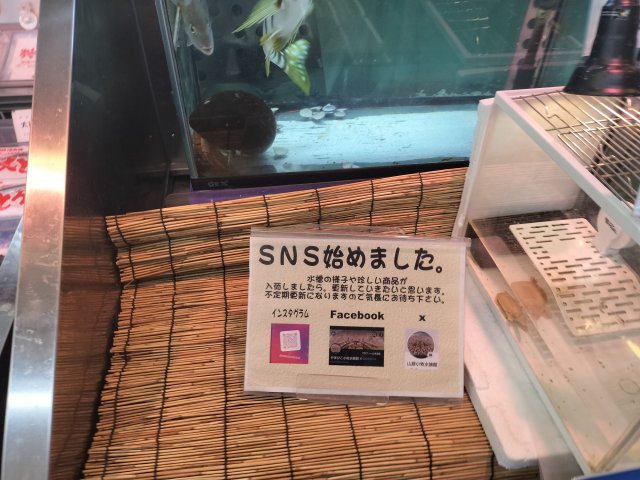 GEX
SNS始めました。
水槽の様子や珍しい商品が
入荷しましたら、更新していきたいと思います。
不定期更新になりますので気長にお待ち下さい。
インスタグラム
Facebook
X